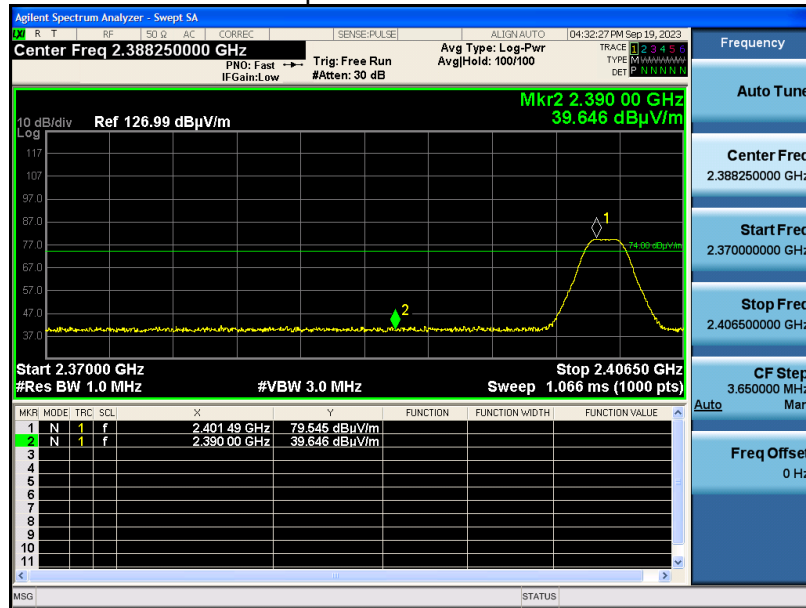 Agilent Spectrum Analyzer - Swept SA
LXI R T RF 50 Ω AC CORREC SENSE:PULSE ALIGN AUTO 04:32:27 PM Sep 19, 2023
Center Freq 2.388250000 GHz
PNO: Fast
IFGain:Low
Trig: Free Run
#Atten: 30 dB
Avg Type: Log-Pwr
Avg|Hold: 100/100
TRACE 1 2 3 4 5 6
TYPE M
DET P N N N N N
Mkr2 2.390 00 GHz
39.646 dBµV/m
10 dB/div Ref 126.99 dBµV/m
Log
117
107
97.0
87.0
77.0
67.0
57.0
47.0
37.0
1
74.00 dBµV/m
2
Start 2.37000 GHz Stop 2.40650 GHz
#Res BW 1.0 MHz #VBW 3.0 MHz Sweep 1.066 ms (1000 pts)
MKR MODE TRC SCL X Y FUNCTION FUNCTION WIDTH FUNCTION VALUE
1 N 1 f 2.401 49 GHz 79.545 dBµV/m
2 N 1 f 2.390 00 GHz 39.646 dBµV/m
3
4
5
6
7
8
9
10
11
MSG STATUS
Frequency
Auto Tune
Center Freq
2.388250000 GHz
Start Freq
2.370000000 GHz
Stop Freq
2.406500000 GHz
CF Step
3.650000 MHz
Auto Man
Freq Offset
0 Hz